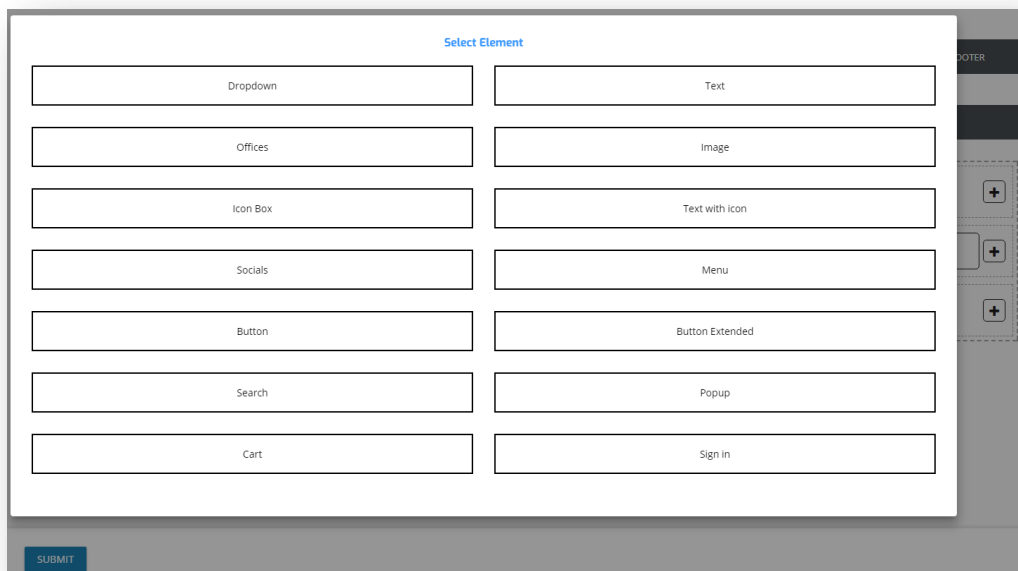 Select Element
OOTER
Dropdown
Text
Offices
Image
Icon Box
Text with icon
Socials
Menu
Button
Button Extended
Search
Popup
Cart
Sign in
SUBMIT